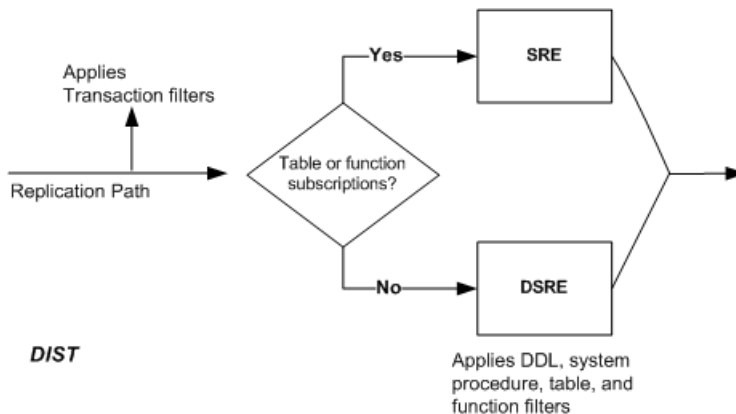 Applies
Transaction filters
Replication Path
Table or function
subscriptions?
Yes
SRE
No
DSRE
Applies DDL, system
procedure, table, and
function filters
DIST